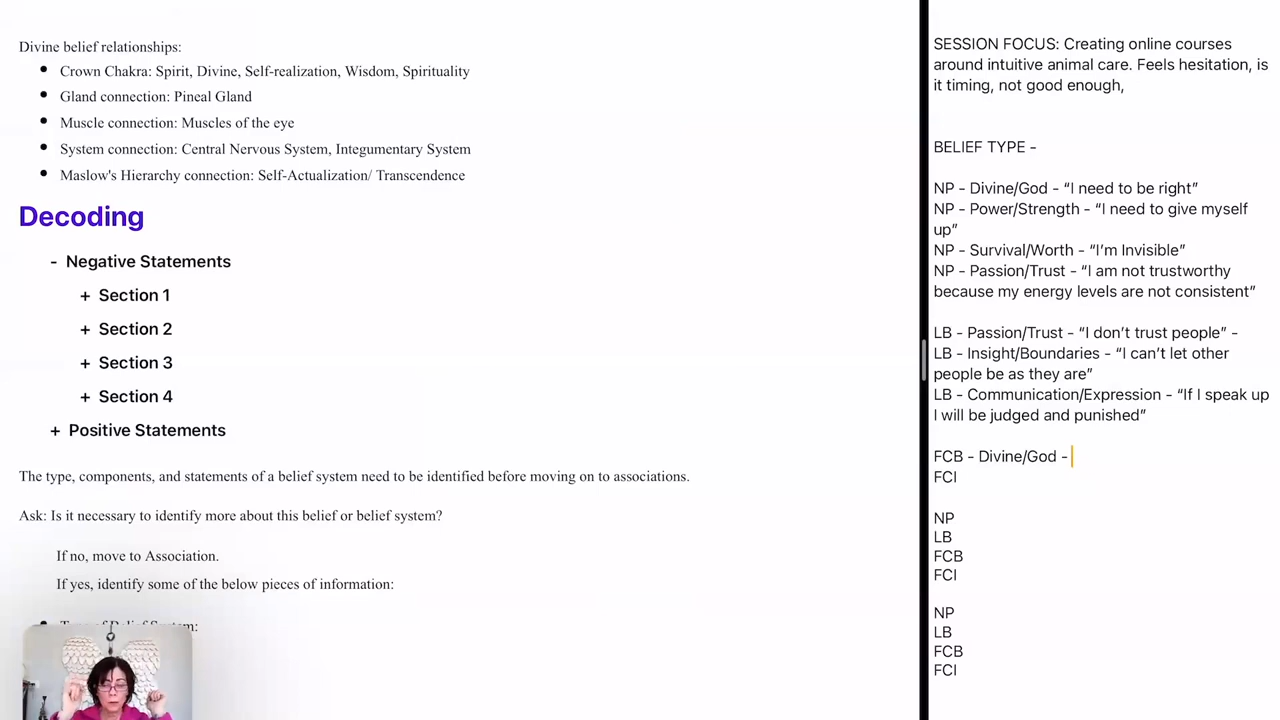 Divine belief relationships:
• Crown Chakra: Spirit, Divine, Self-realization, Wisdom, Spirituality
• Gland connection: Pineal Gland
• Muscle connection: Muscles of the eye
• System connection: Central Nervous System, Integumentary System
• Maslow's Hierarchy connection: Self-Actualization/ Transcendence
Decoding
- Negative Statements
+ Section 1
+ Section 2
+ Section 3
+ Section 4
+ Positive Statements
The type, components, and statements of a belief system need to be identified before moving on to associations.
Ask: Is it necessary to identify more about this belief or belief system?
If no, move to Association.
If yes, identify some of the below pieces of information:
• Type of Belief System:
SESSION FOCUS: Creating online courses
around intuitive animal care. Feels hesitation, is
it timing, not good enough,
BELIEF TYPE -
NP - Divine/God - “I need to be right”
NP - Power/Strength - “I need to give myself
up”
NP - Survival/Worth - “I’m Invisible”
NP - Passion/Trust - “I am not trustworthy
because my energy levels are not consistent”
LB - Passion/Trust - “I don’t trust people” -
LB - Insight/Boundaries - “I can’t let other
people be as they are”
LB - Communication/Expression - “If I speak up
I will be judged and punished”
FCB - Divine/God -
FCI
NP
LB
FCB
FCI
NP
LB
FCB
FCI